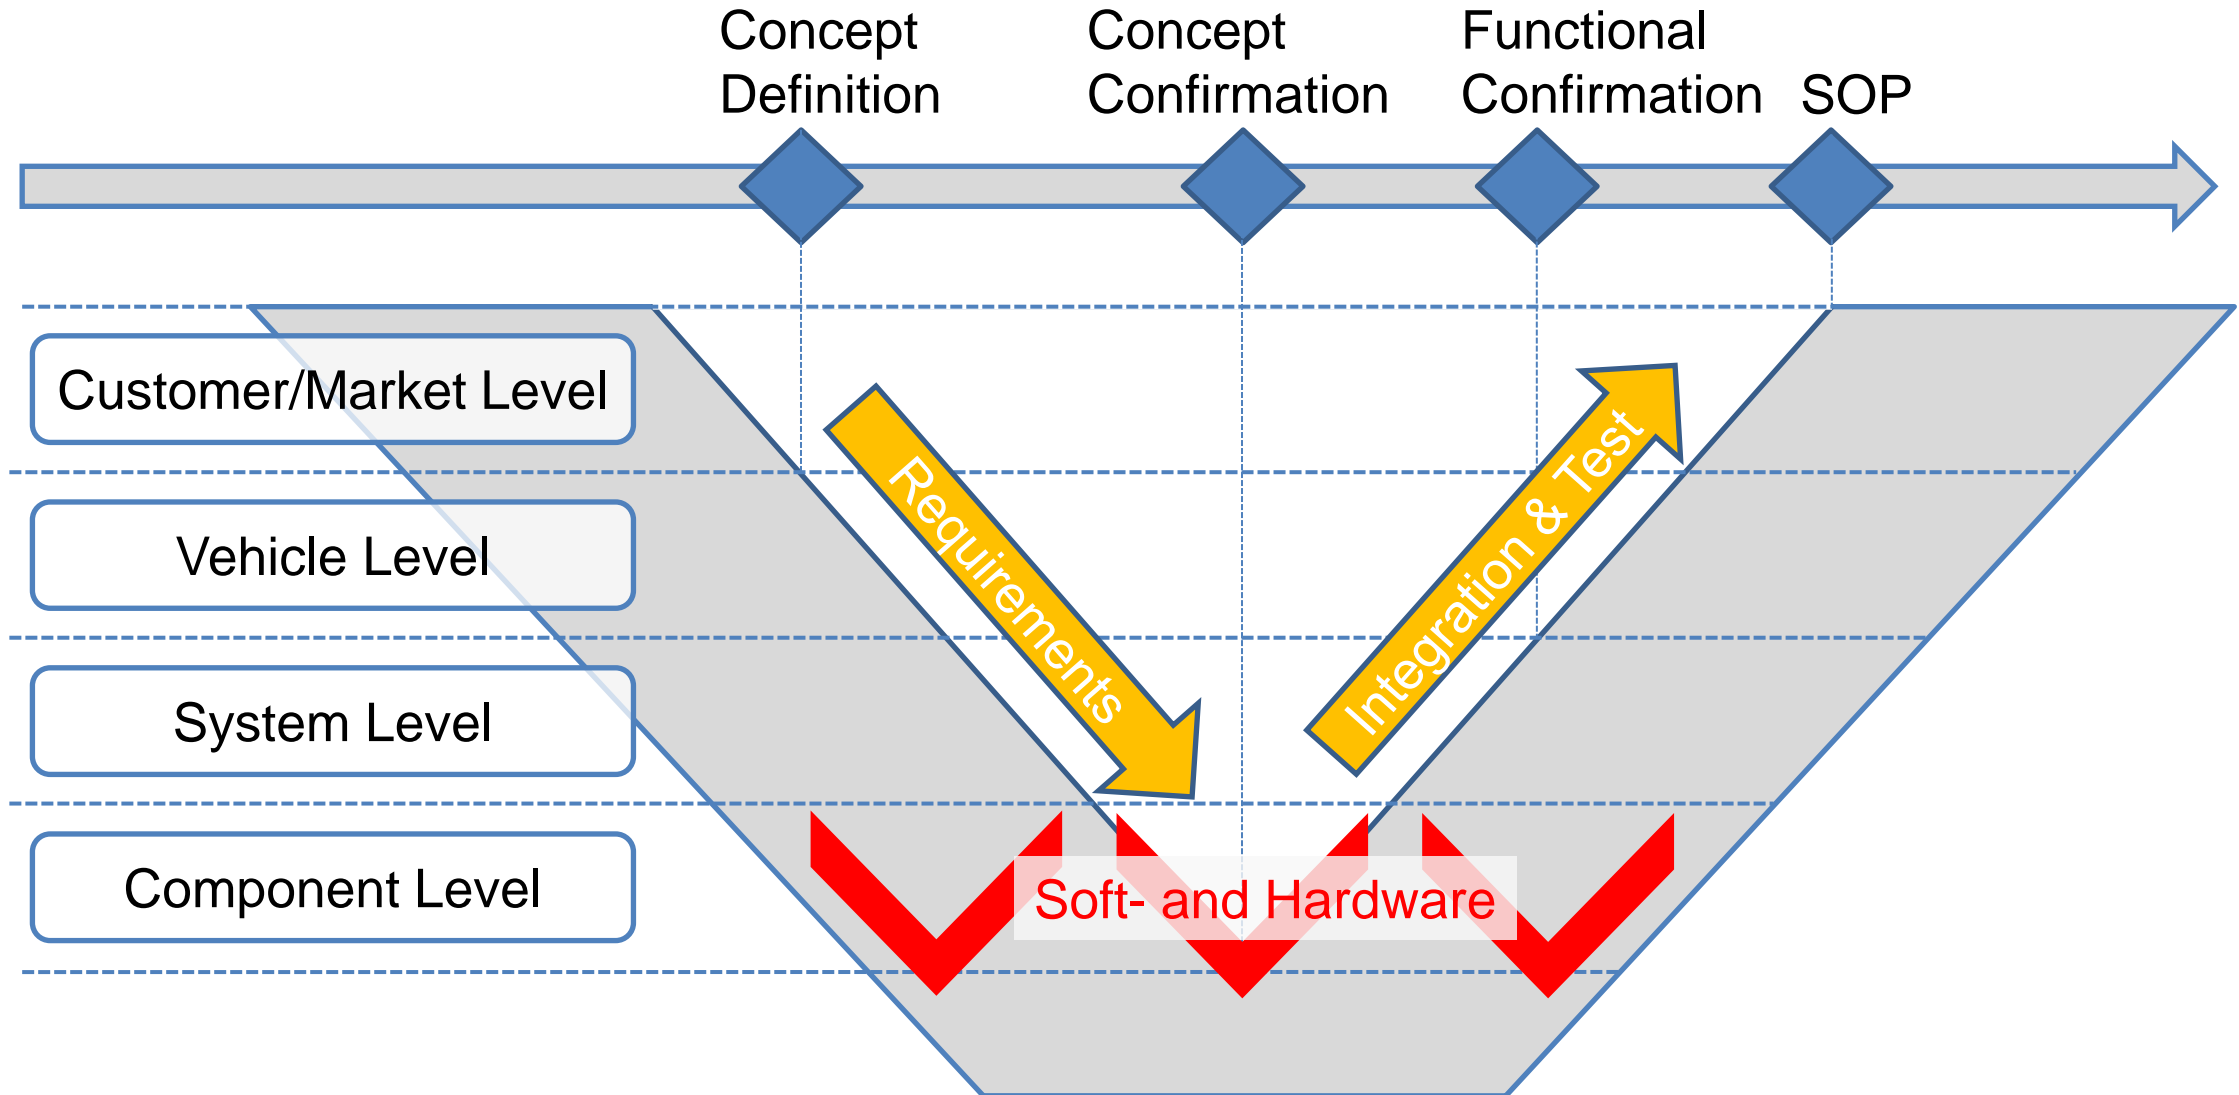 Concept
Definition
Concept
Confirmation
Functional
Confirmation
SOP
Customer/Market Level
Vehicle Level
System Level
Component Level
Requirements
Integration & Test
Soft- and Hardware